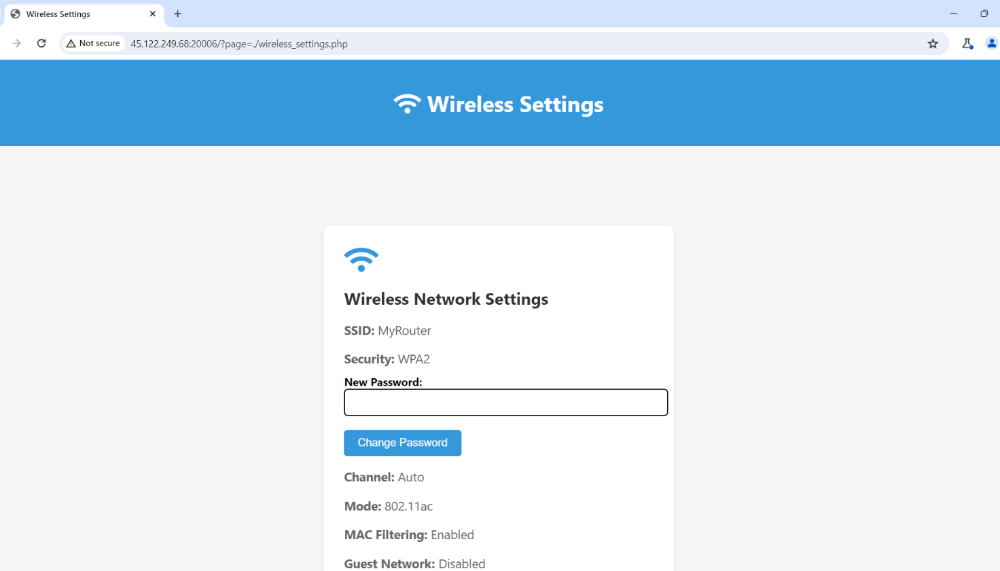 Wireless Settings
Not secure
45.122.249.68:20006/?page=./wireless_settings.php
Wireless Settings
Wireless Network Settings
SSID: MyRouter
Security: WPA2
New Password:
Change Password
Channel: Auto
Mode: 802.11ac
MAC Filtering: Enabled
Guest Network: Disabled